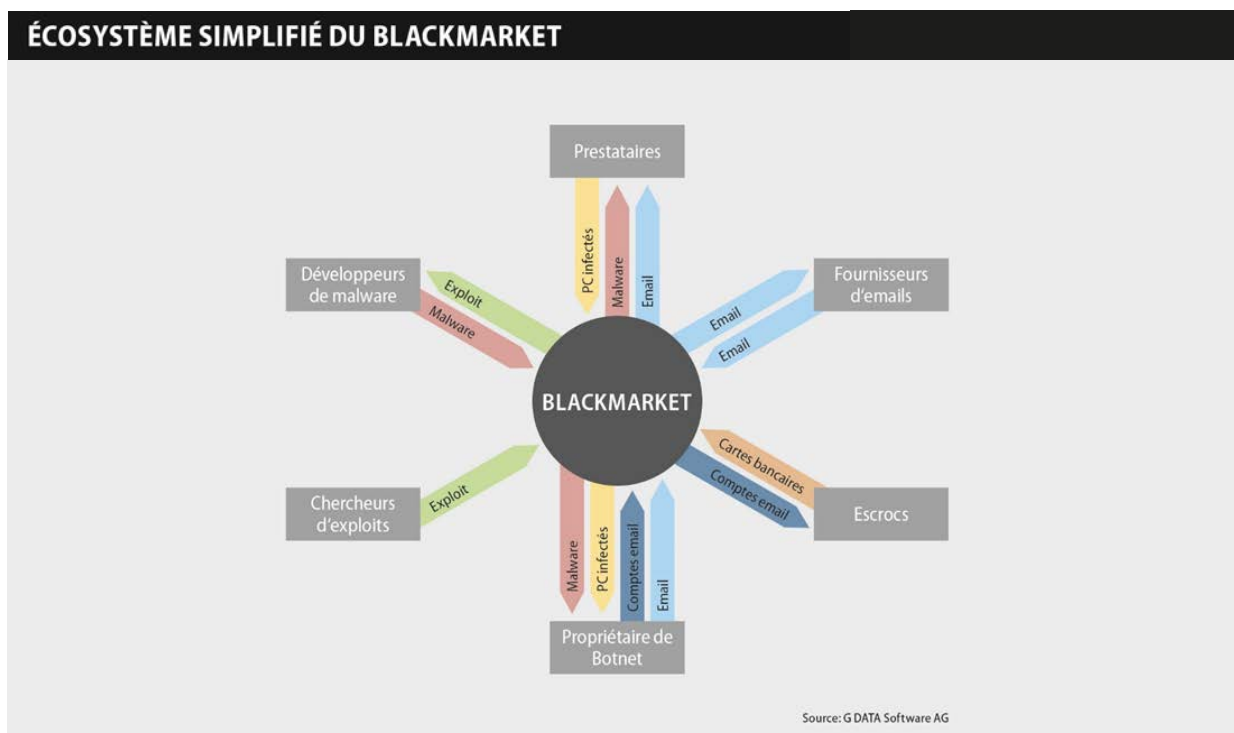 ÉCOSYSTÈME SIMPLIFIÉ DU BLACKMARKET
Prestataires
PC infectés
Malware
Email
Développeurs
de malware
Exploit
Malware
Fournisseurs
d'emails
Email
Email
BLACKMARKET
Chercheurs
d'exploits
Exploit
Cartes bancaires
Comptes email
Escrocs
Malware
PC infectés
Comptes email
Email
Propriétaire de
Botnet
Source: G DATA Software AG